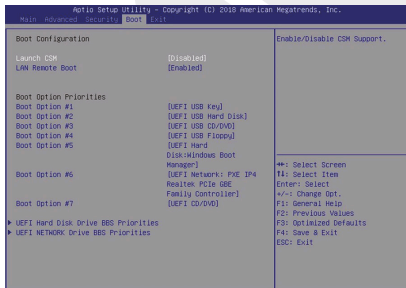 Aptio Setup Utility - Copyright (C) 2018 American Megatrends, Inc.
Main Advanced Security Boot Exit
Boot Configuration
Launch CSM [Disabled]
LAN Remote Boot [Enabled]
Boot Option Priorities
Boot Option #1 [UEFI USB Key]
Boot Option #2 [UEFI USB Hard Disk]
Boot Option #3 [UEFI USB CD/DVD]
Boot Option #4 [UEFI USB Floppy]
Boot Option #5 [UEFI Hard
Disk:Windows Boot
Manager]
Boot Option #6 [UEFI Network: PXE IP4
Realtek PCIe GBE
Family Controller]
Boot Option #7 [UEFI CD/DVD]
UEFI Hard Disk Drive BBS Priorities
UEFI NETWORK Drive BBS Priorities
Enable/Disable CSM Support.
↔: Select Screen
↑↓: Select Item
Enter: Select
+/-: Change Opt.
F1: General Help
F2: Previous Values
F3: Optimized Defaults
F4: Save & Exit
ESC: Exit